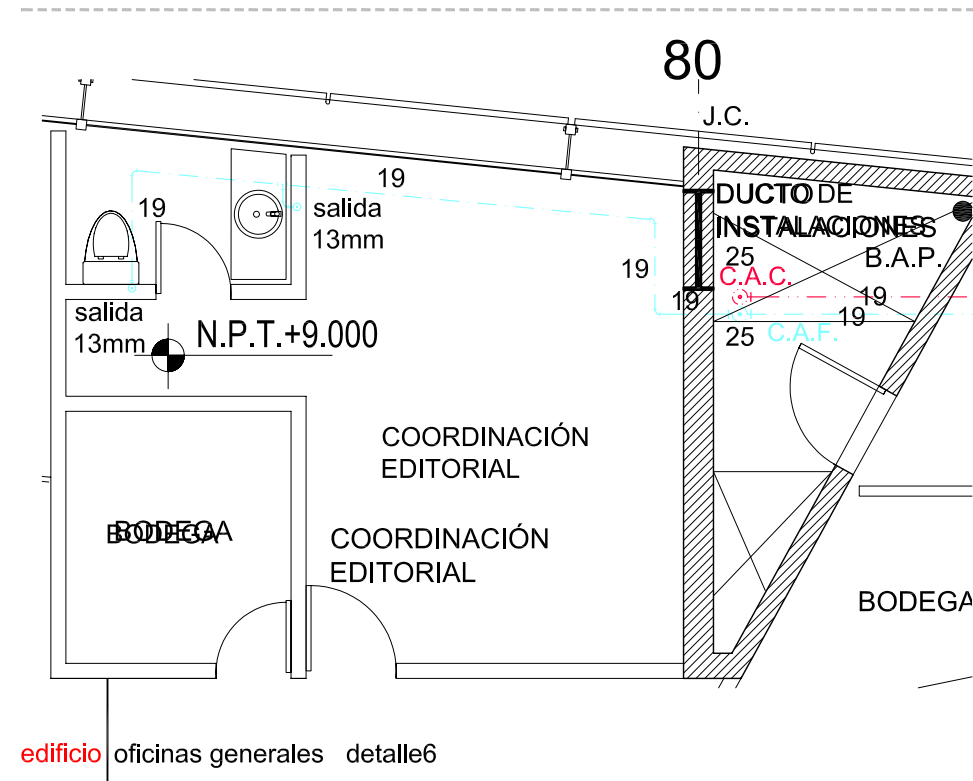 80
J.C.
19
19
salida
13mm
DUCTO DE
INSTALACIONES
25
B.A.P.
C.A.C.
19
19
19
19
25
C.A.F.
salida
13mm
N.P.T.+9.000
COORDINACIÓN
EDITORIAL
BODEGA
COORDINACIÓN
EDITORIAL
BODEGA
edificio oficinas generales detalle6